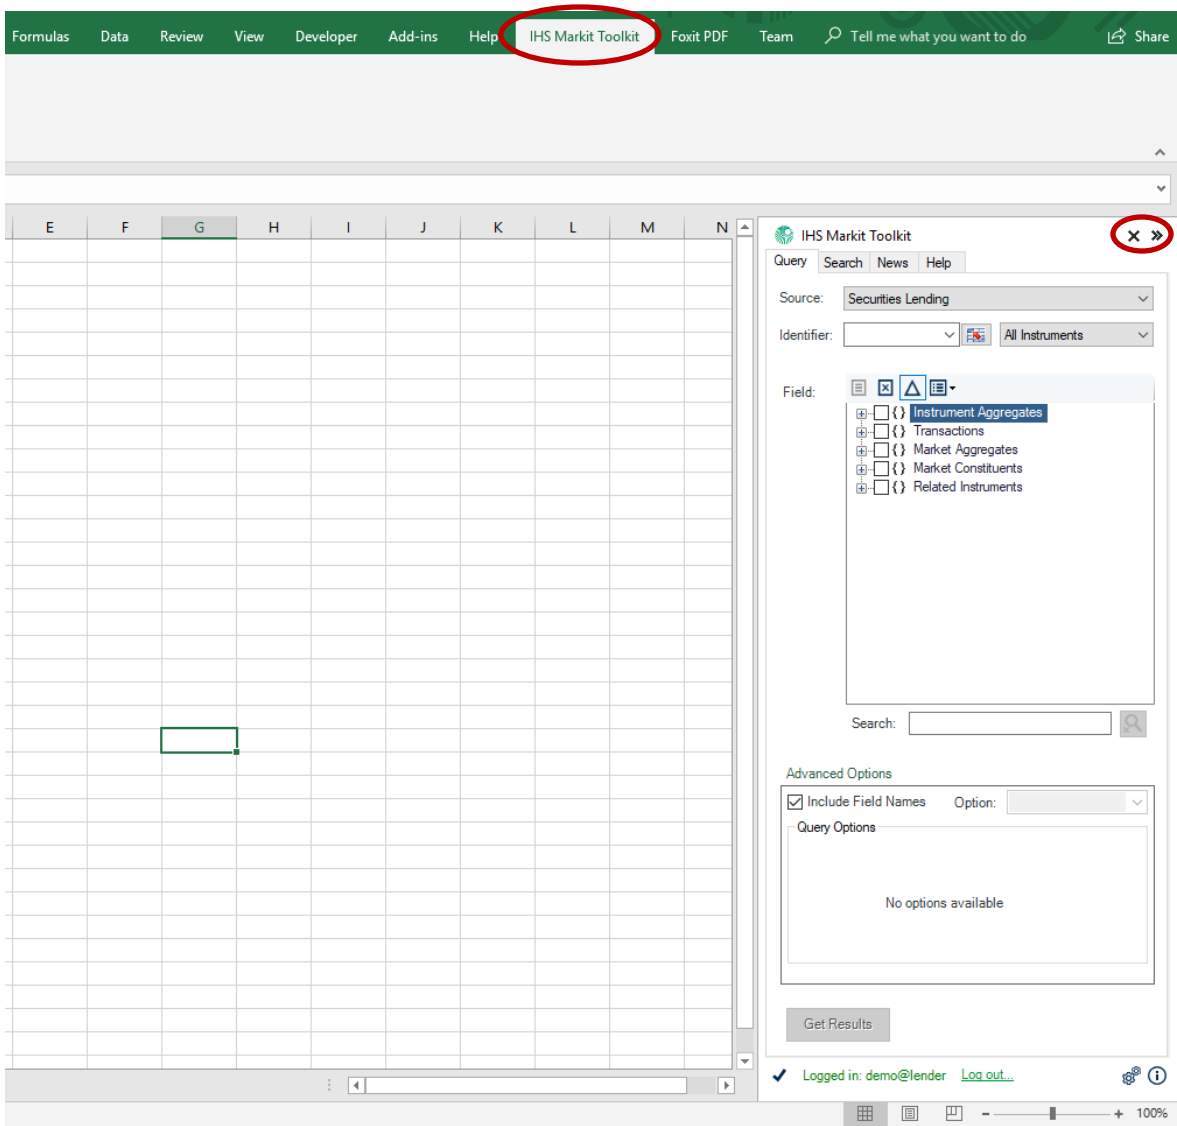 Formulas Data Review View Developer Add-ins Help IHS Markit Toolkit Foxit PDF Team Tell me what you want to do Share
E F G H I J K L M N
IHS Markit Toolkit
Query Search News Help
Source: Securities Lending
Identifier: All Instruments
Field:
{} Instrument Aggregates
{} Transactions
{} Market Aggregates
{} Market Constituents
{} Related Instruments
Search:
Advanced Options
Include Field Names Option:
Query Options
No options available
Get Results
Logged in: demo@lender Log out...
100%